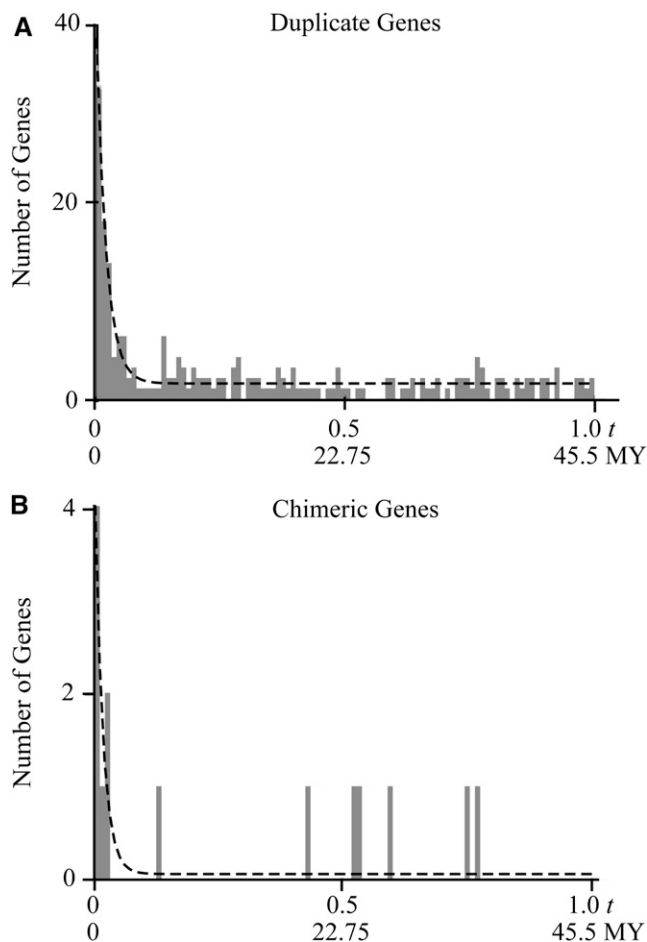 A
Duplicate Genes
Number of Genes
40
20
0
0 0.5 1.0 t
0 22.75 45.5 MY
B
Chimeric Genes
Number of Genes
4
2
0
0 0.5 1.0 t
0 22.75 45.5 MY